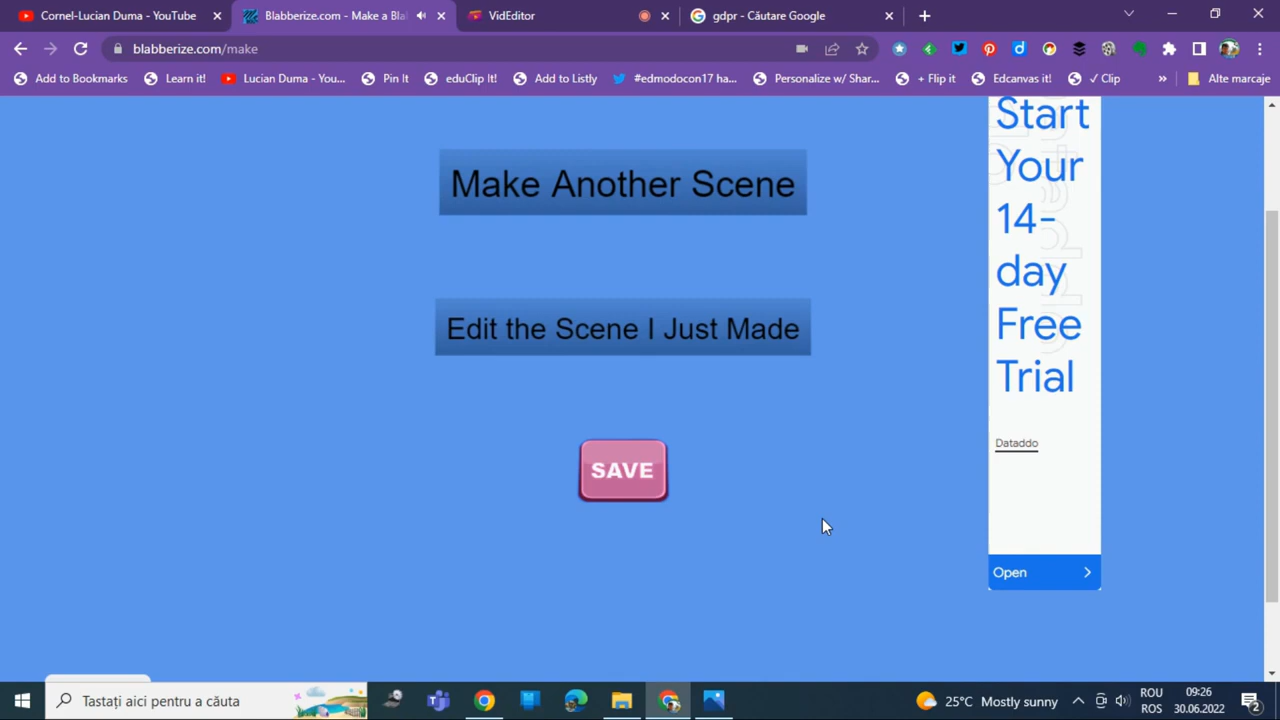 Cornel-Lucian Duma - YouTube
Blabberize.com - Make a Bla
VidEditor
gdpr - Căutare Google
blabberize.com/make
Add to Bookmarks
Learn it!
Lucian Duma - You...
Pin It
eduClip It!
Add to Listly
#edmodocon17 ha...
Personalize w/ Shar...
+ Flip it
Edcanvas it!
✓ Clip
»
Alte marcaje
Make Another Scene
Edit the Scene I Just Made
SAVE
Start
Your
14-
day
Free
Trial
Dataddo
Open
Tastați aici pentru a căuta
25°C Mostly sunny
ROU
ROS
09:26
30.06.2022
2